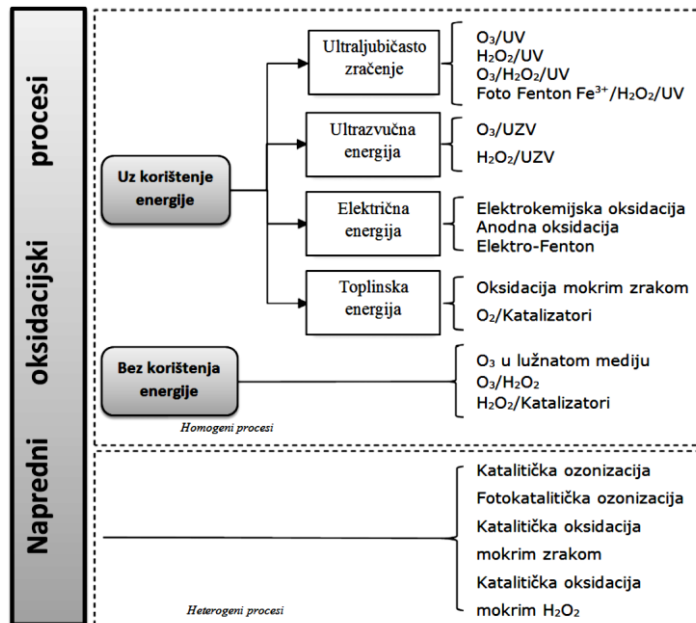 Napredni oksidacijski procesi
Uz korištenje
energije
Ultraljubičasto
zračenje
O₃/UV
H₂O₂/UV
O₃/H₂O₂/UV
Foto Fenton Fe³⁺/H₂O₂/UV
Ultrazvučna
energija
O₃/UZV
H₂O₂/UZV
Električna
energija
Elektrokemijska oksidacija
Anodna oksidacija
Elektro-Fenton
Toplinska
energija
Oksidacija mokrim zrakom
O₂/Katalizatori
Bez korištenja
energije
O₃ u lužnatom mediju
O₃/H₂O₂
H₂O₂/Katalizatori
Homogeni procesi
Katalitička ozonizacija
Fotokatalitička ozonizacija
Katalitička oksidacija
mokrim zrakom
Katalitička oksidacija
mokrim H₂O₂
Heterogeni procesi